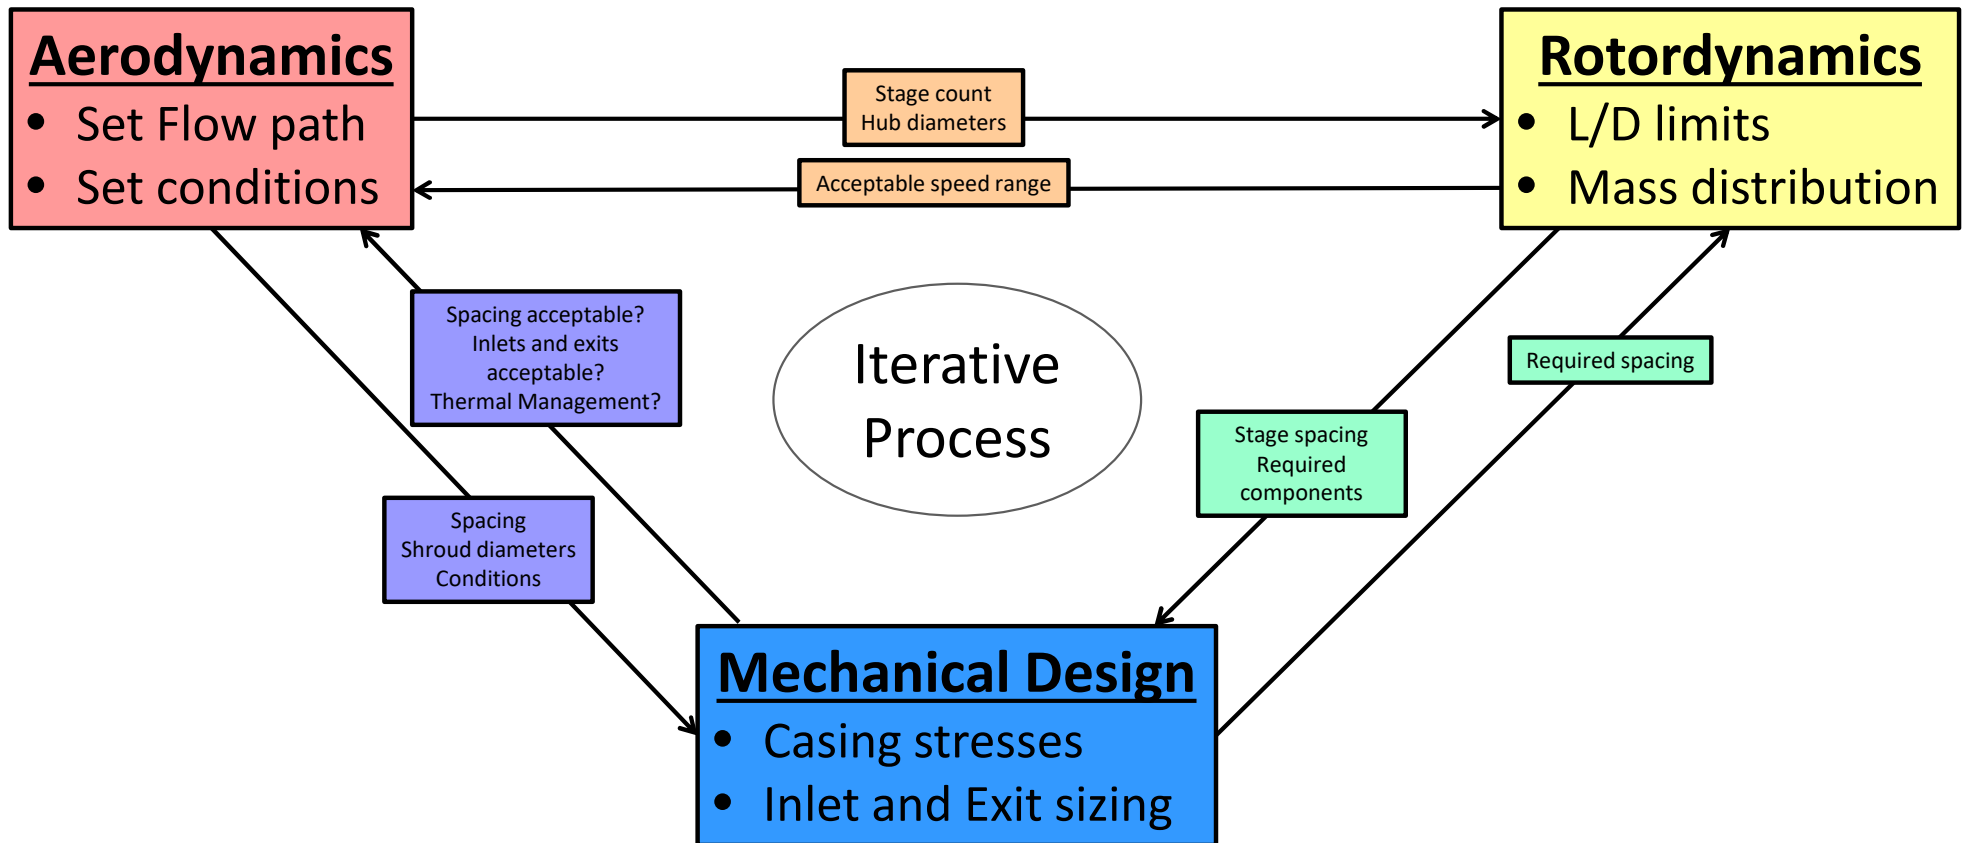 Aerodynamics
• Set Flow path
• Set conditions
Stage count
Hub diameters
Acceptable speed range
Rotordynamics
• L/D limits
• Mass distribution
Spacing acceptable?
Inlets and exits
acceptable?
Thermal Management?
Iterative
Process
Required spacing
Stage spacing
Required
components
Spacing
Shroud diameters
Conditions
Mechanical Design
• Casing stresses
• Inlet and Exit sizing